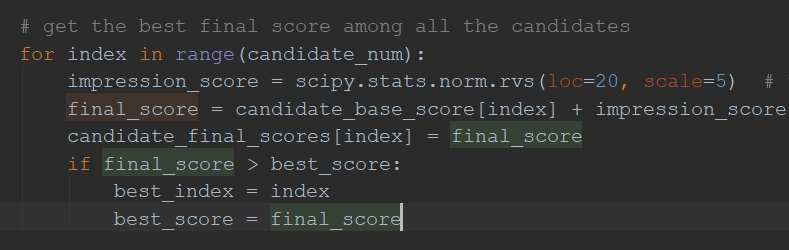 # get the best final score among all the candidates
for index in range(candidate_num):
    impression_score = scipy.stats.norm.rvs(loc=20, scale=5)  #
    final_score = candidate_base_score[index] + impression_score
    candidate_final_scores[index] = final_score
    if final_score > best_score:
        best_index = index
        best_score = final_score